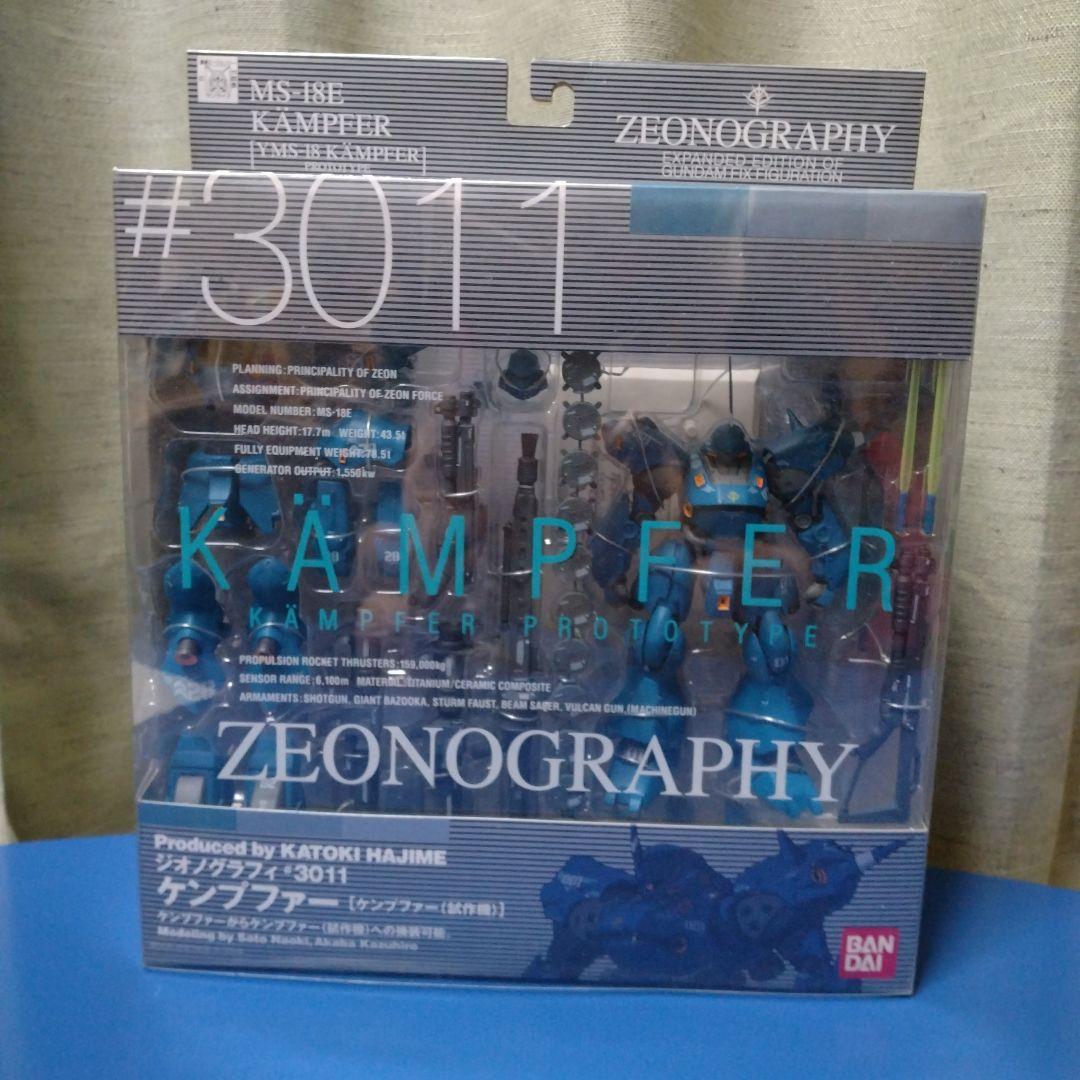 MS-18E
KÄMPFER
[YMS-18 KÄMPFER]
PROTOTYPE
ZEONOGRAPHY
EXPANDED EDITION OF
GUNDAM FIX FIGURATION
#3011
PLANNING:PRINCIPALITY OF ZEON
ASSIGNMENT:PRINCIPALITY OF ZEON FORCE
MODEL NUMBER:MS-18E
HEAD HEIGHT:17.7m WEIGHT:43.5t
FULLY EQUIPMENT WEIGHT:78.5t
GENERATOR OUTPUT:1,550kw
KÄMPFER
KÄMPFER PROTOTYPE
PROPULSION ROCKET THRUSTERS:159,000kg
SENSOR RANGE:6,100m MATERIAL:TITANIUM/CERAMIC COMPOSITE
ARMAMENTS:SHOTGUN, GIANT BAZOOKA, STURM FAUST, BEAM SABER, VULCAN GUN,(MACHINEGUN)
ZEONOGRAPHY
Produced by KATOKI HAJIME
ジオノグラフィ #3011
ケンプファー [ケンプファー(試作機)]
ケンプファーからケンプファー(試作機)への換装可能
Modeling by Sato Naoki, Akaba Kazuhiro
BAN
DAI